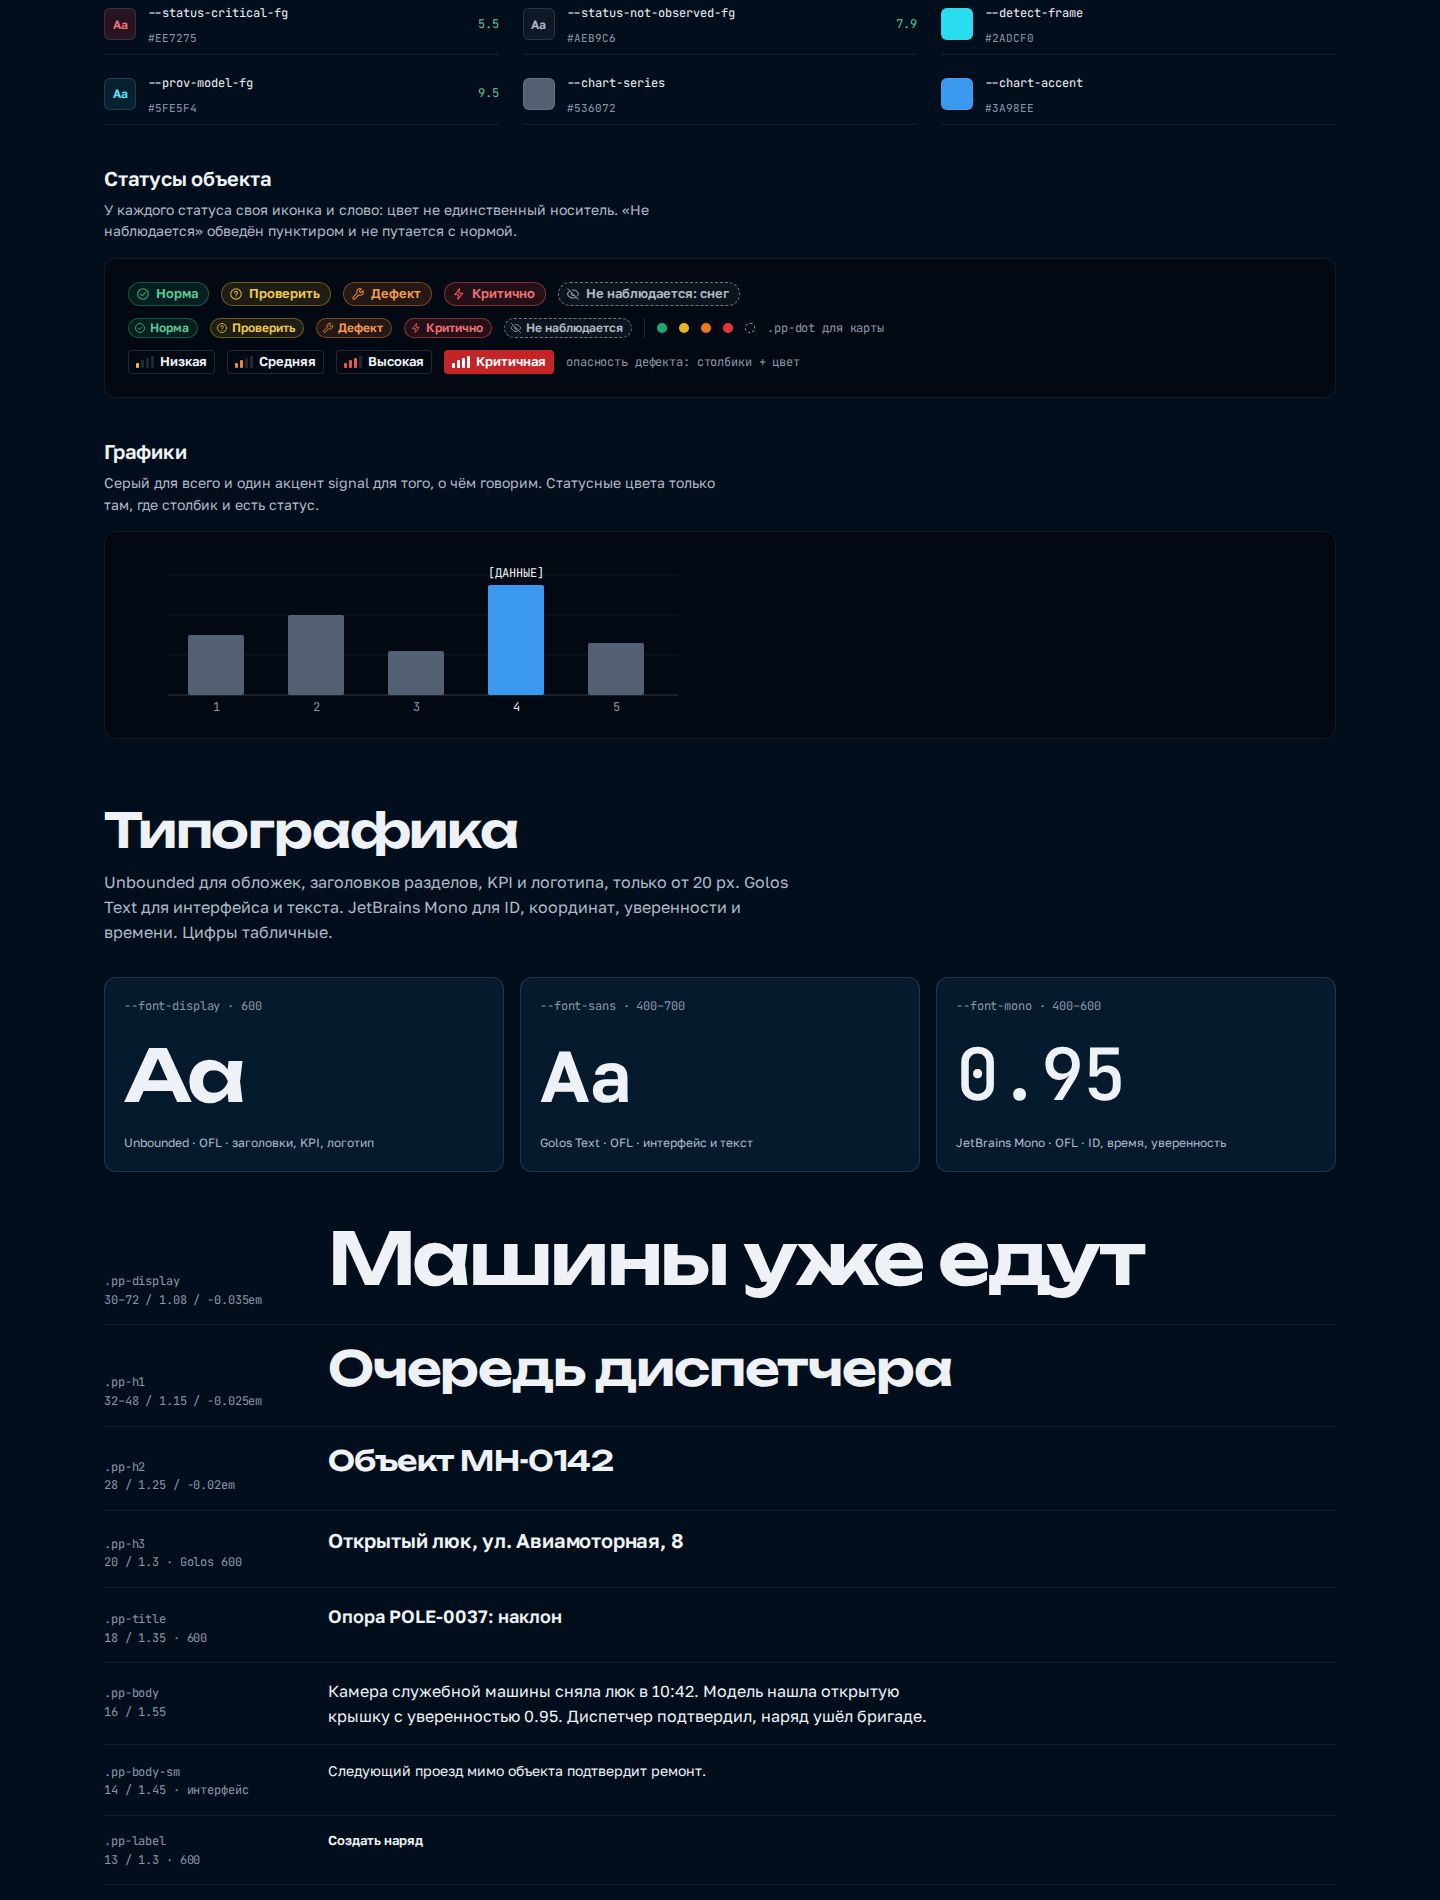 Aa --status-critical-fg 5.5 Aa --status-not-observed-fg 7.9 --detect-frame
#EE7275 #AEB9C6 #2ADCF0
Aa --prov-model-fg 9.5 --chart-series --chart-accent
#5FE5F4 #536072 #3A98EE
Статусы объекта
У каждого статуса своя иконка и слово: цвет не единственный носитель. «Не
наблюдается» обведён пунктиром и не путается с нормой.
Норма Проверить Дефект Критично Не наблюдается: снег
Норма Проверить Дефект Критично Не наблюдается .pp-dot для карты
Низкая Средняя Высокая Критичная опасность дефекта: столбики + цвет
Графики
Серый для всего и один акцент signal для того, о чём говорим. Статусные цвета только
там, где столбик и есть статус.
[ДАННЫЕ]
1 2 3 4 5
Типографика
Unbounded для обложек, заголовков разделов, KPI и логотипа, только от 20 px. Golos
Text для интерфейса и текста. JetBrains Mono для ID, координат, уверенности и
времени. Цифры табличные.
--font-display · 600
Aa
Unbounded · OFL · заголовки, KPI, логотип
--font-sans · 400–700
Aa
Golos Text · OFL · интерфейс и текст
--font-mono · 400–600
0.95
JetBrains Mono · OFL · ID, время, уверенность
Машины уже едут
.pp-display
30–72 / 1.08 / -0.035em
Очередь диспетчера
.pp-h1
32–48 / 1.15 / -0.025em
Объект МН-0142
.pp-h2
28 / 1.25 / -0.02em
Открытый люк, ул. Авиамоторная, 8
.pp-h3
20 / 1.3 · Golos 600
Опора POLE-0037: наклон
.pp-title
18 / 1.35 · 600
Камера служебной машины сняла люк в 10:42. Модель нашла открытую
крышку с уверенностью 0.95. Диспетчер подтвердил, наряд ушёл бригаде.
.pp-body
16 / 1.55
Следующий проезд мимо объекта подтвердит ремонт.
.pp-body-sm
14 / 1.45 · интерфейс
Создать наряд
.pp-label
13 / 1.3 · 600